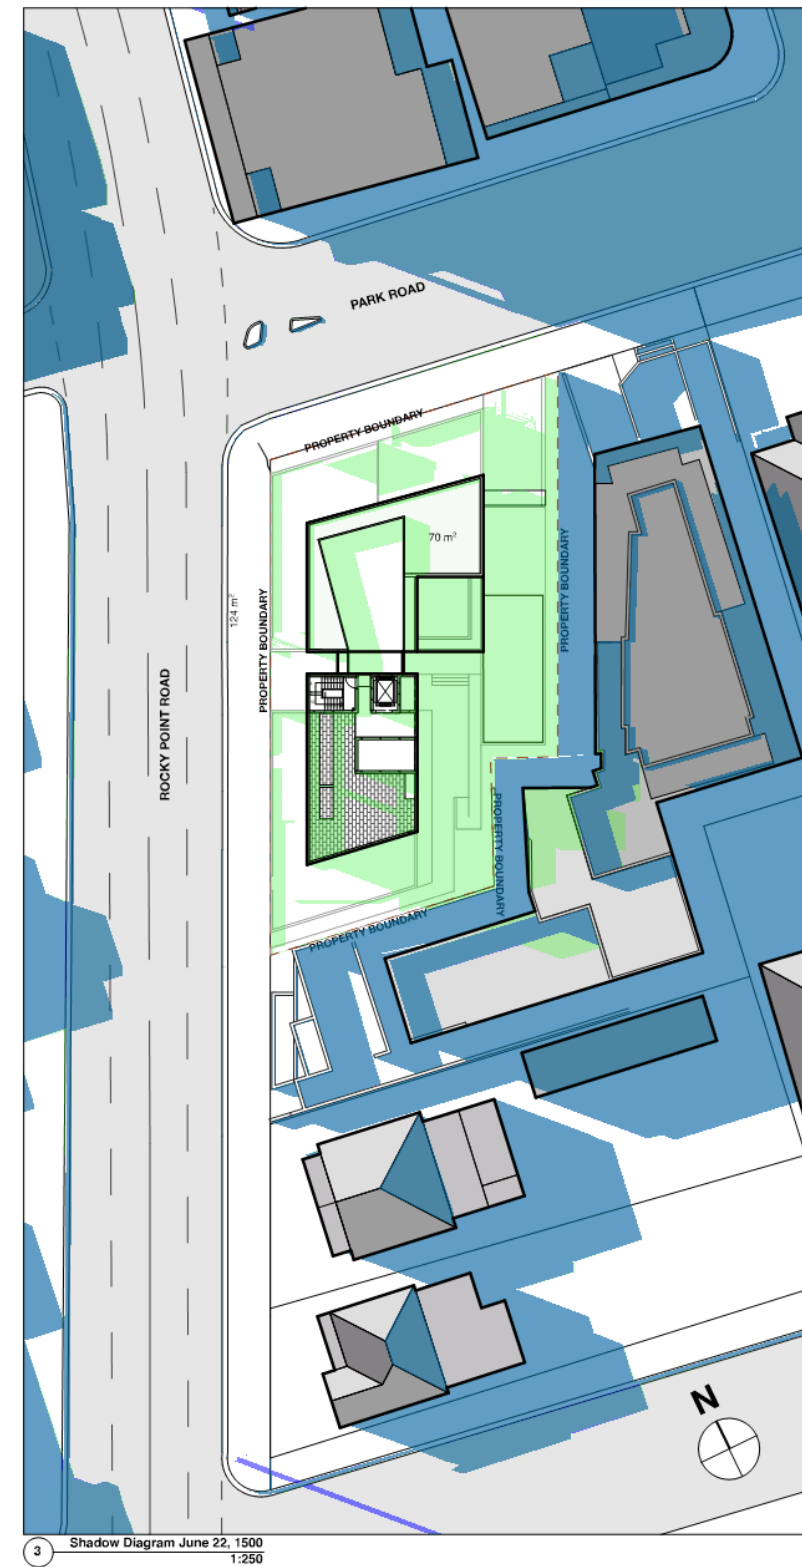 PARK ROAD
PROPERTY BOUNDARY
70 m²
PROPERTY BOUNDARY
124 m²
PROPERTY BOUNDARY
ROCKY POINT ROAD
PROPERTY BOUNDARY
PROPERTY BOUNDARY
N
3
Shadow Diagram June 22, 1500
1:250